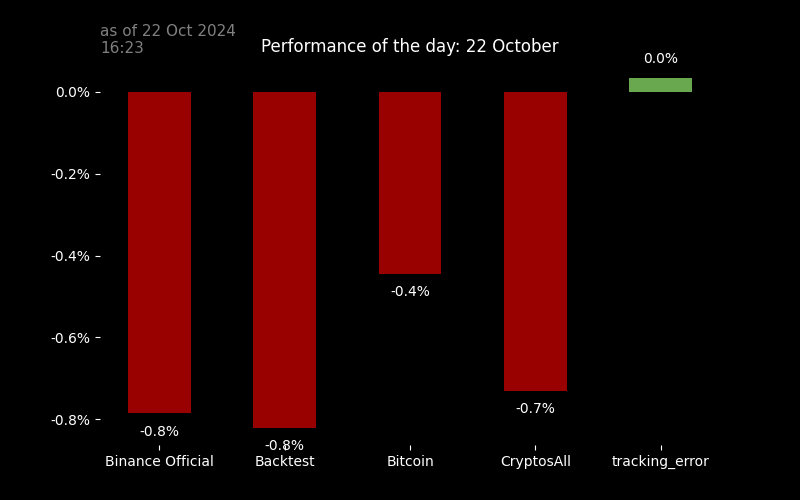 as of 22 Oct 2024
16:23
Performance of the day: 22 October
0.0%
0.0%
-0.2%
-0.4%
-0.4%
-0.6%
-0.7%
-0.8%
-0.8%
-0.8%
Binance Official
Backtest
Bitcoin
CryptosAll
tracking_error